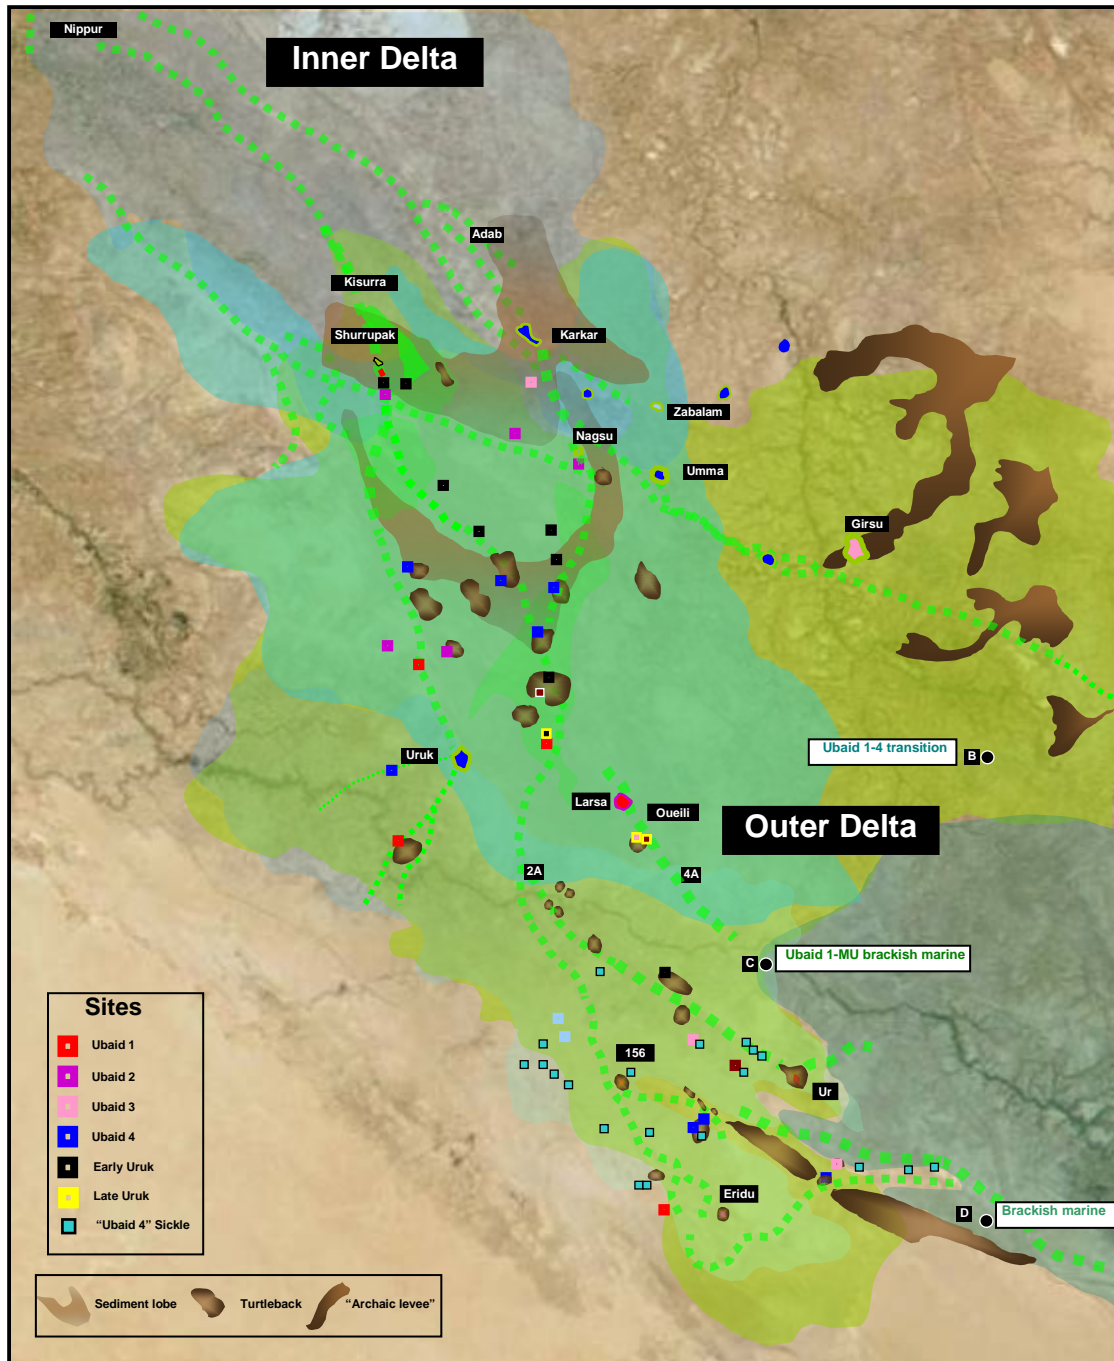 Nippur
Inner Delta
Adab
Kisurra
Shurrupak
Karkar
Zabalam
Nagsu
Umma
Girsu
Uruk
Ubaid 1-4 transition
B
Larsa
Oueili
Outer Delta
2A
4A
C
Ubaid 1-MU brackish marine
156
Ur
Eridu
D
Brackish marine
Sites
Ubaid 1
Ubaid 2
Ubaid 3
Ubaid 4
Early Uruk
Late Uruk
“Ubaid 4” Sickle
Sediment lobe
Turtleback
“Archaic levee”